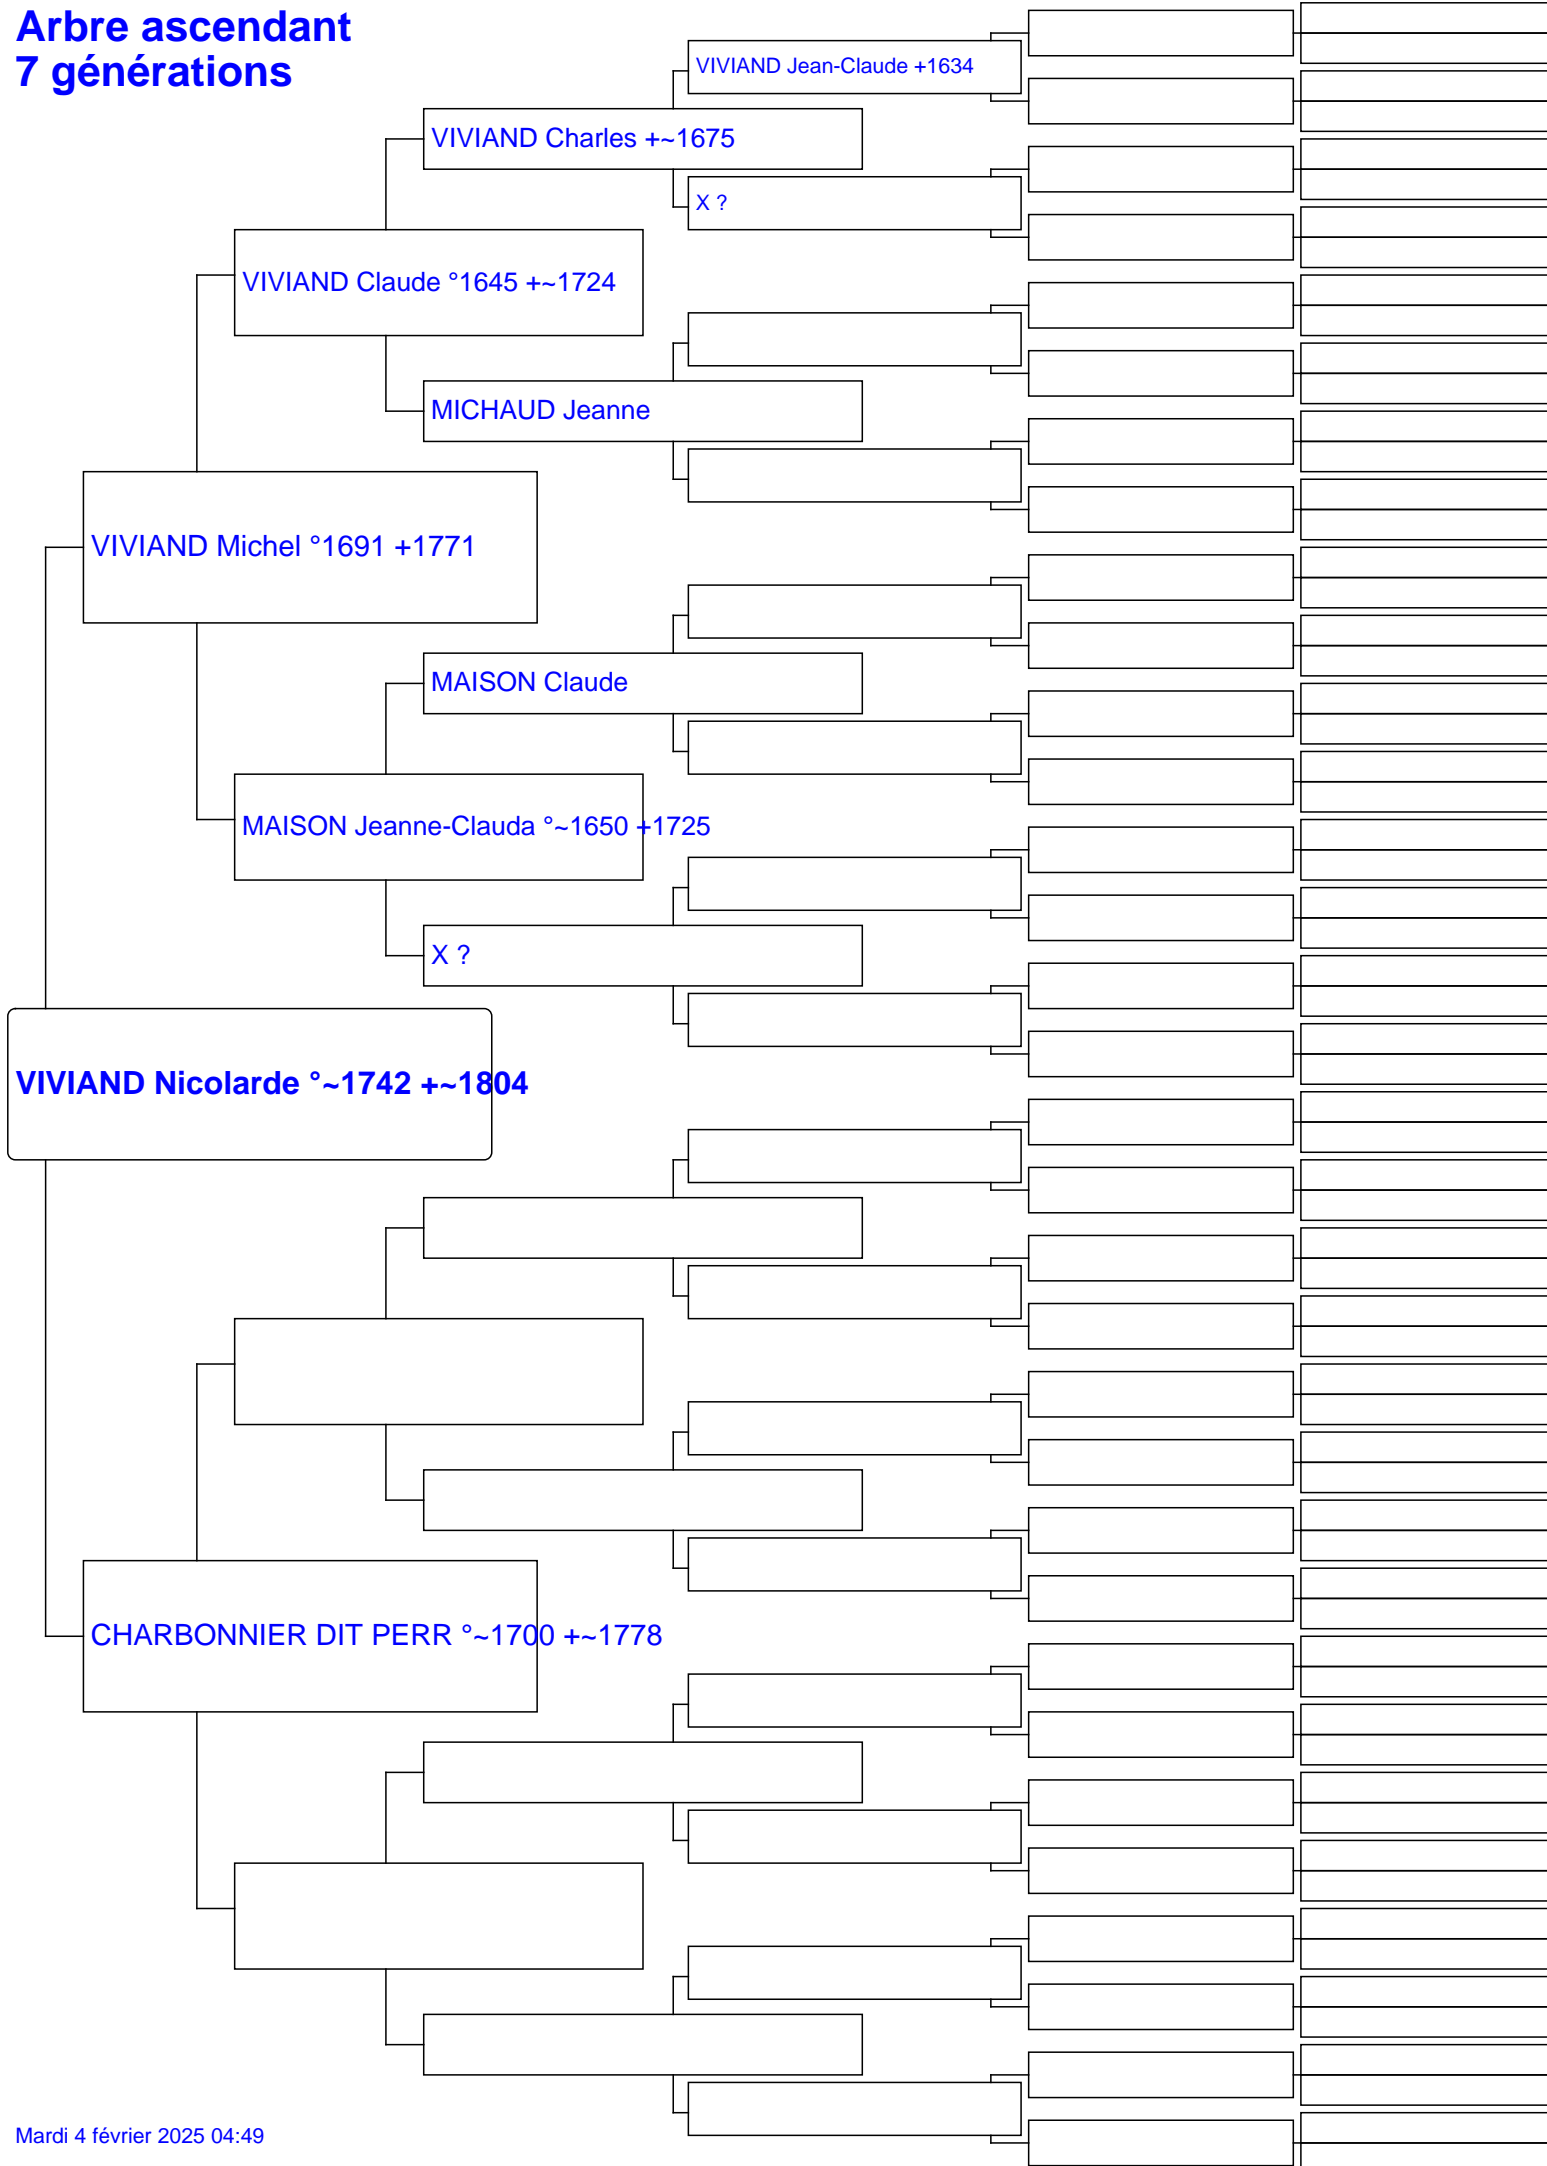 Arbre ascendant
7 générations
VIVIAND Jean-Claude +1634
VIVIAND Charles +~1675
X ?
VIVIAND Claude °1645 +~1724
MICHAUD Jeanne
VIVIAND Michel °1691 +1771
MAISON Claude
MAISON Jeanne-Clauda °~1650 +1725
X ?
VIVIAND Nicolarde °~1742 +~1804
CHARBONNIER DIT PERR °~1700 +~1778
Mardi 4 février 2025 04:49